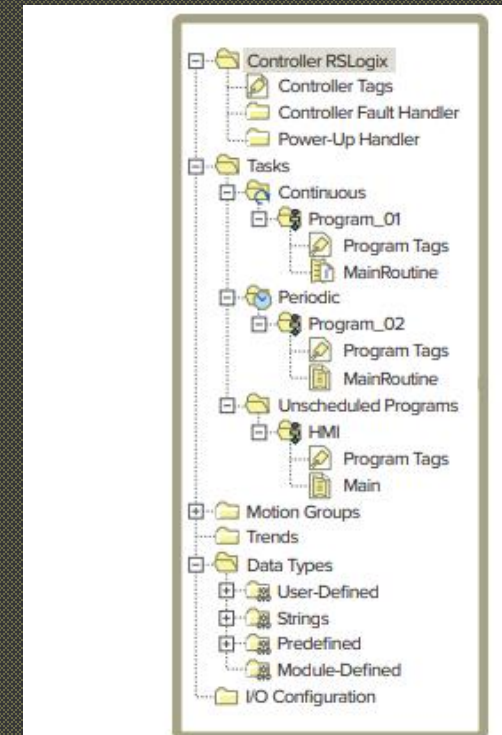 Controller RSLogix
Controller Tags
Controller Fault Handler
Power-Up Handler
Tasks
Continuous
Program_01
Program Tags
MainRoutine
Periodic
Program_02
Program Tags
MainRoutine
Unscheduled Programs
HMI
Program Tags
Main
Motion Groups
Trends
Data Types
User-Defined
Strings
Predefined
Module-Defined
I/O Configuration